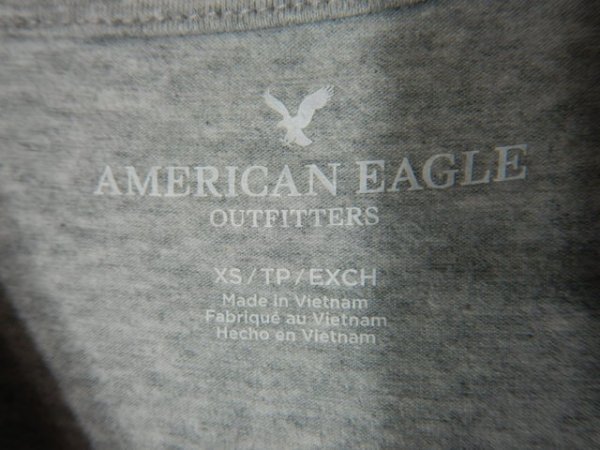 AMERICAN EAGLE
OUTFITTERS
XS/TP/EXCH
Made in Vietnam
Fabriqué au Vietnam
Hecho en Vietnam